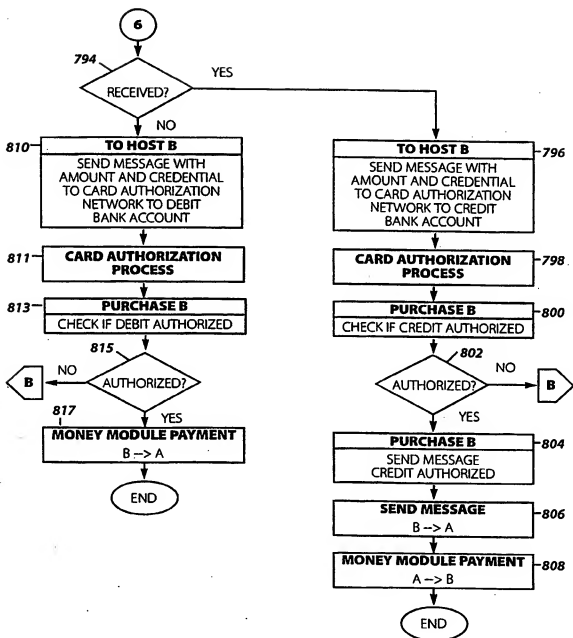 6
794
RECEIVED?
YES
NO
810
TO HOST B
SEND MESSAGE WITH
AMOUNT AND CREDENTIAL
TO CARD AUTHORIZATION
NETWORK TO DEBIT
BANK ACCOUNT
811
CARD AUTHORIZATION
PROCESS
813
PURCHASE B
CHECK IF DEBIT AUTHORIZED
815
AUTHORIZED?
NO
B
YES
817
MONEY MODULE PAYMENT
B --> A
END
TO HOST B
796
SEND MESSAGE WITH
AMOUNT AND CREDENTIAL
TO CARD AUTHORIZATION
NETWORK TO CREDIT
BANK ACCOUNT
CARD AUTHORIZATION
PROCESS
798
PURCHASE B
800
CHECK IF CREDIT AUTHORIZED
802
AUTHORIZED?
NO
B
YES
PURCHASE B
804
SEND MESSAGE
CREDIT AUTHORIZED
SEND MESSAGE
806
B --> A
MONEY MODULE PAYMENT
808
A --> B
END